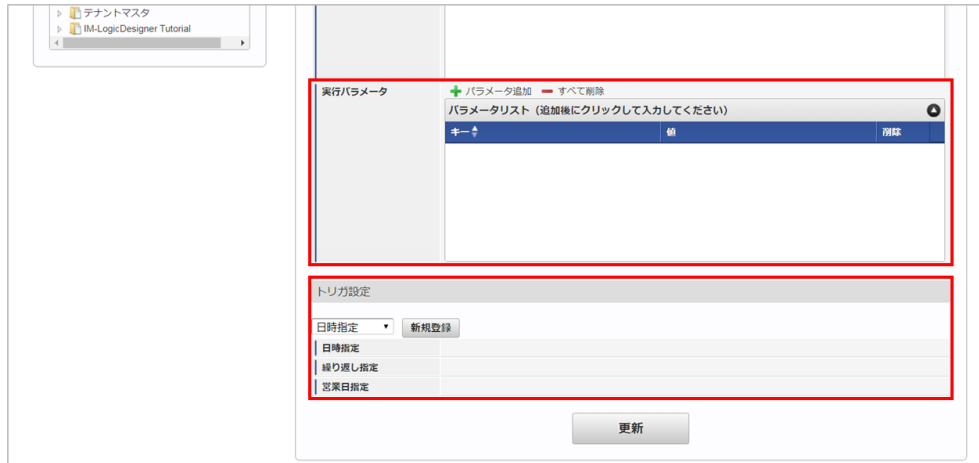 テナントマスタ
IM-LogicDesigner Tutorial
実行パラメータ
パラメータ追加 すべて削除
パラメータリスト（追加後にクリックして入力してください）
キー 値 削除
トリガ設定
日時指定 新規登録
日時指定
繰り返し指定
営業日指定
更新